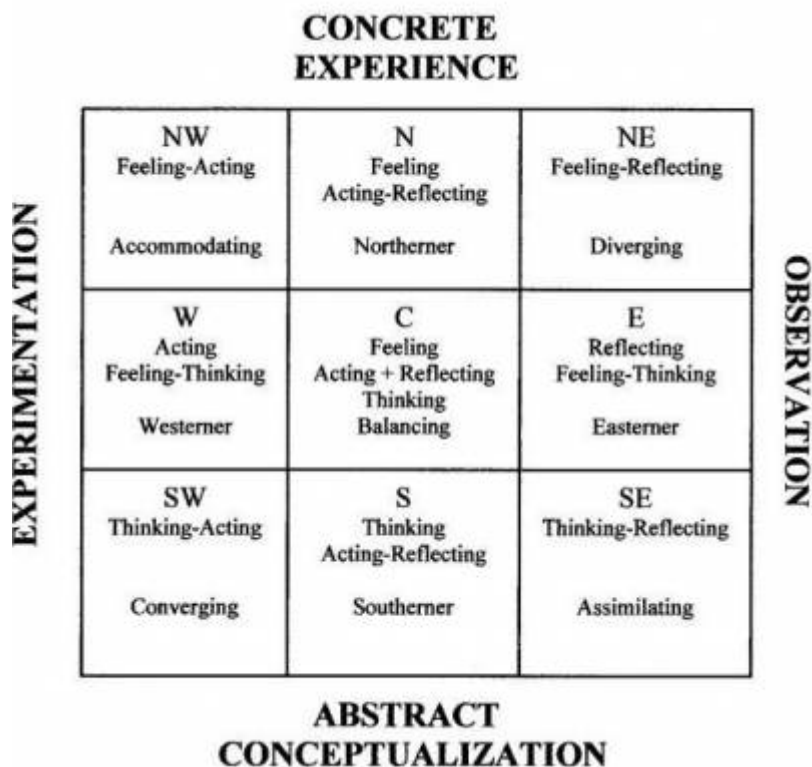 CONCRETE
EXPERIENCE
NW
Feeling-Acting
Accommodating
N
Feeling
Acting-Reflecting
Northerner
NE
Feeling-Reflecting
Diverging
EXPERIMENTATION
W
Acting
Feeling-Thinking
Westerner
C
Feeling
Acting + Reflecting
Thinking
Balancing
E
Reflecting
Feeling-Thinking
Easterner
OBSERVATION
SW
Thinking-Acting
Converging
S
Thinking
Acting-Reflecting
Southerner
SE
Thinking-Reflecting
Assimilating
ABSTRACT
CONCEPTUALIZATION